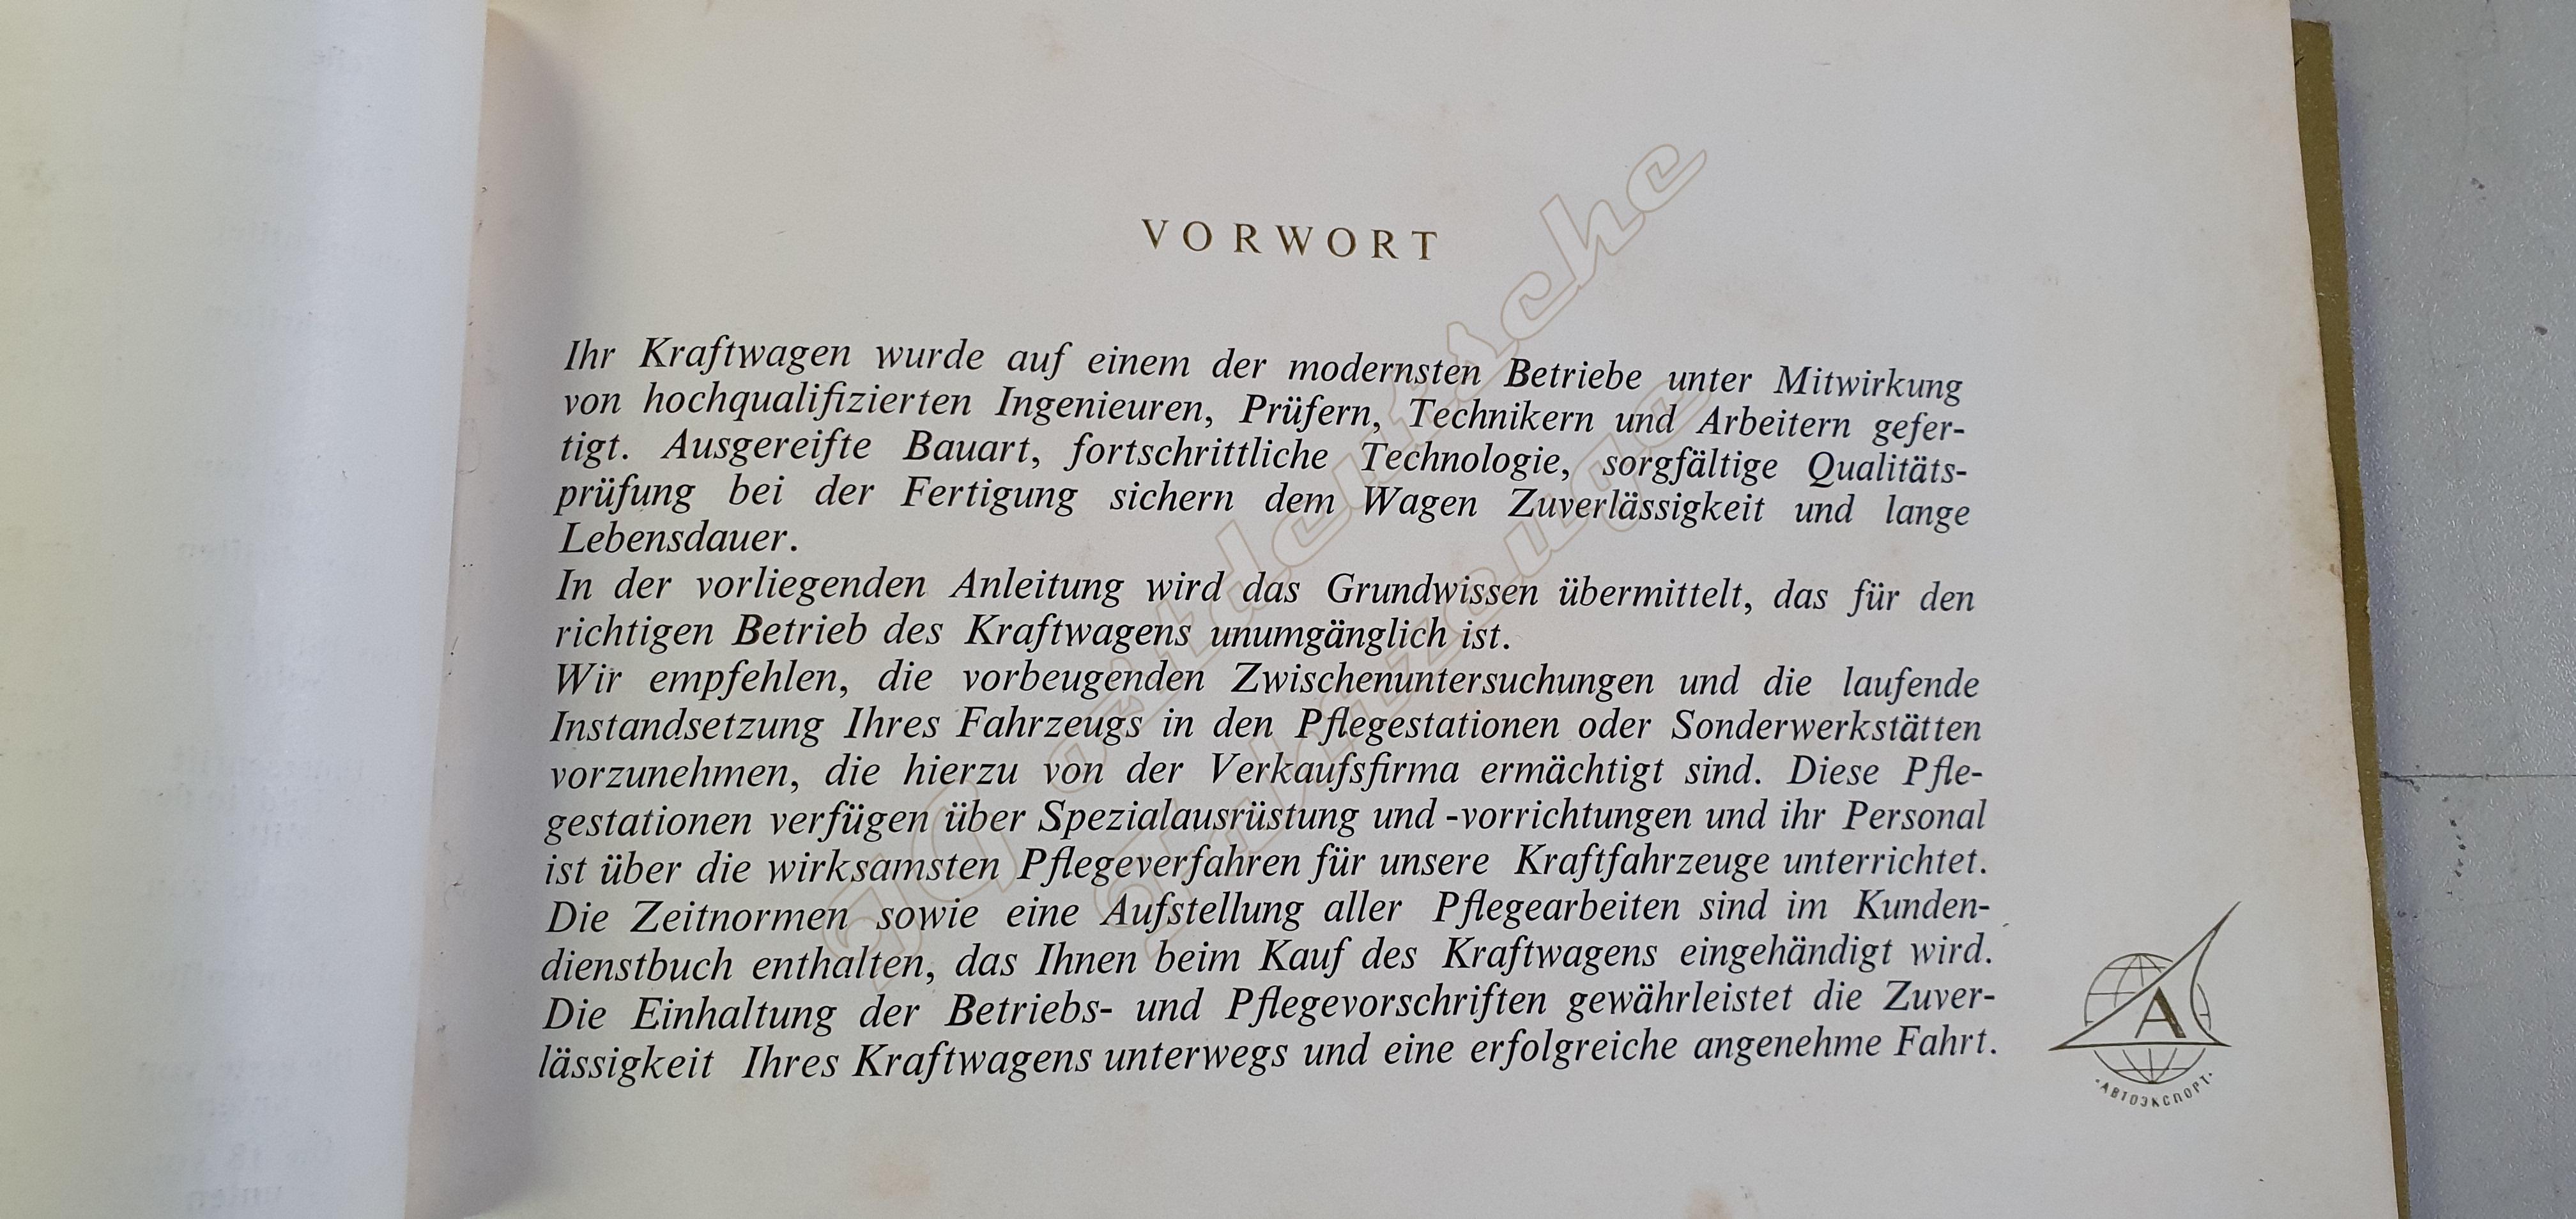 VORWORT
Ihr Kraftwagen wurde auf einem der modernsten Betriebe unter Mitwirkung
von hochqualifizierten Ingenieuren, Prüfern, Technikern und Arbeitern gefer-
tigt. Ausgereifte Bauart, fortschrittliche Technologie, sorgfältige Qualitäts-
prüfung bei der Fertigung sichern dem Wagen Zuverlässigkeit und lange
Lebensdauer.
In der vorliegenden Anleitung wird das Grundwissen übermittelt, das für den
richtigen Betrieb des Kraftwagens unumgänglich ist.
Wir empfehlen, die vorbeugenden Zwischenuntersuchungen und die laufende
Instandsetzung Ihres Fahrzeugs in den Pflegestationen oder Sonderwerkstätten
vorzunehmen, die hierzu von der Verkaufsfirma ermächtigt sind. Diese Pfle-
gestationen verfügen über Spezialausrüstung und -vorrichtungen und ihr Personal
ist über die wirksamsten Pflegeverfahren für unsere Kraftfahrzeuge unterrichtet.
Die Zeitnormen sowie eine Aufstellung aller Pflegearbeiten sind im Kunden-
dienstbuch enthalten, das Ihnen beim Kauf des Kraftwagens eingehändigt wird.
Die Einhaltung der Betriebs- und Pflegevorschriften gewährleistet die Zuver-
lässigkeit Ihres Kraftwagens unterwegs und eine erfolgreiche angenehme Fahrt.
A
·АВТОЭКСПОРТ·
ostdeutsche